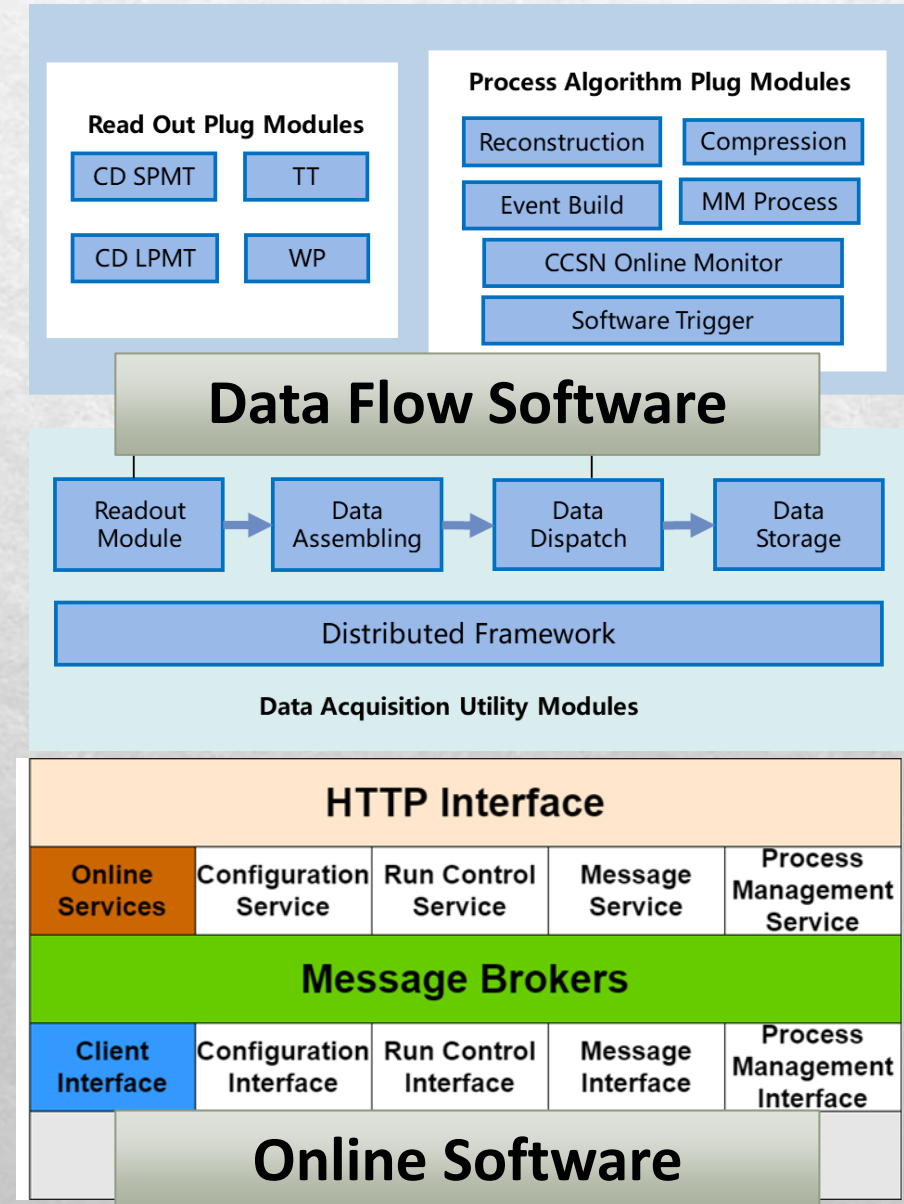 Read Out Plug Modules
CD SPMT
TT
CD LPMT
WP
Process Algorithm Plug Modules
Reconstruction
Compression
Event Build
MM Process
CCSN Online Monitor
Software Trigger
Data Flow Software
Readout
Module
Data
Assembling
Data
Dispatch
Data
Storage
Distributed Framework
Data Acquisition Utility Modules
HTTP Interface
Online
Services
Configuration
Service
Run Control
Service
Message
Service
Process
Management
Service
Message Brokers
Client
Interface
Configuration
Interface
Run Control
Interface
Message
Interface
Process
Management
Interface
Online Software